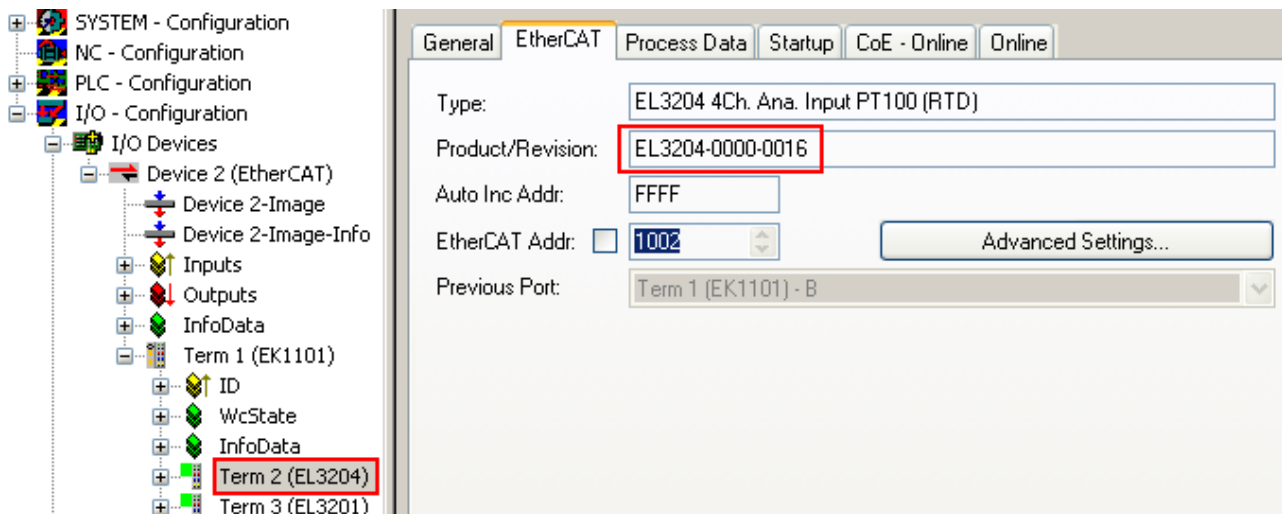 SYSTEM - Configuration
NC - Configuration
PLC - Configuration
I/O - Configuration
I/O Devices
Device 2 (EtherCAT)
Device 2-Image
Device 2-Image-Info
Inputs
Outputs
InfoData
Term 1 (EK1101)
ID
WcState
InfoData
Term 2 (EL3204)
Term 3 (EL3201)
General EtherCAT Process Data Startup CoE - Online Online
Type: EL3204 4Ch. Ana. Input PT100 (RTD)
Product/Revision: EL3204-0000-0016
Auto Inc Addr: FFFF
EtherCAT Addr: 1002 Advanced Settings...
Previous Port: Term 1 (EK1101) - B